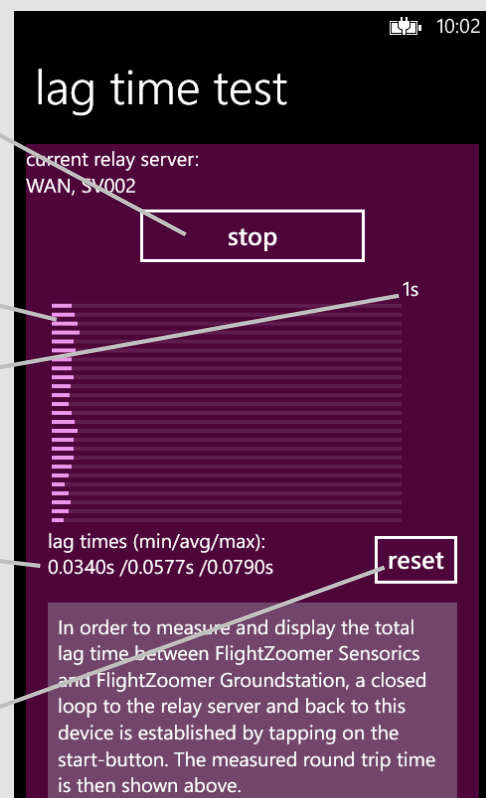 10:02
lag time test
current relay server:
WAN, SV002
stop
1s
lag times (min/avg/max):
0.0340s /0.0577s /0.0790s
reset
In order to measure and display the total
lag time between FlightZoomer Sensorics
and FlightZoomer Groundstation, a closed
loop to the relay server and back to this
device is established by tapping on the
start-button. The measured round trip time
is then shown above.